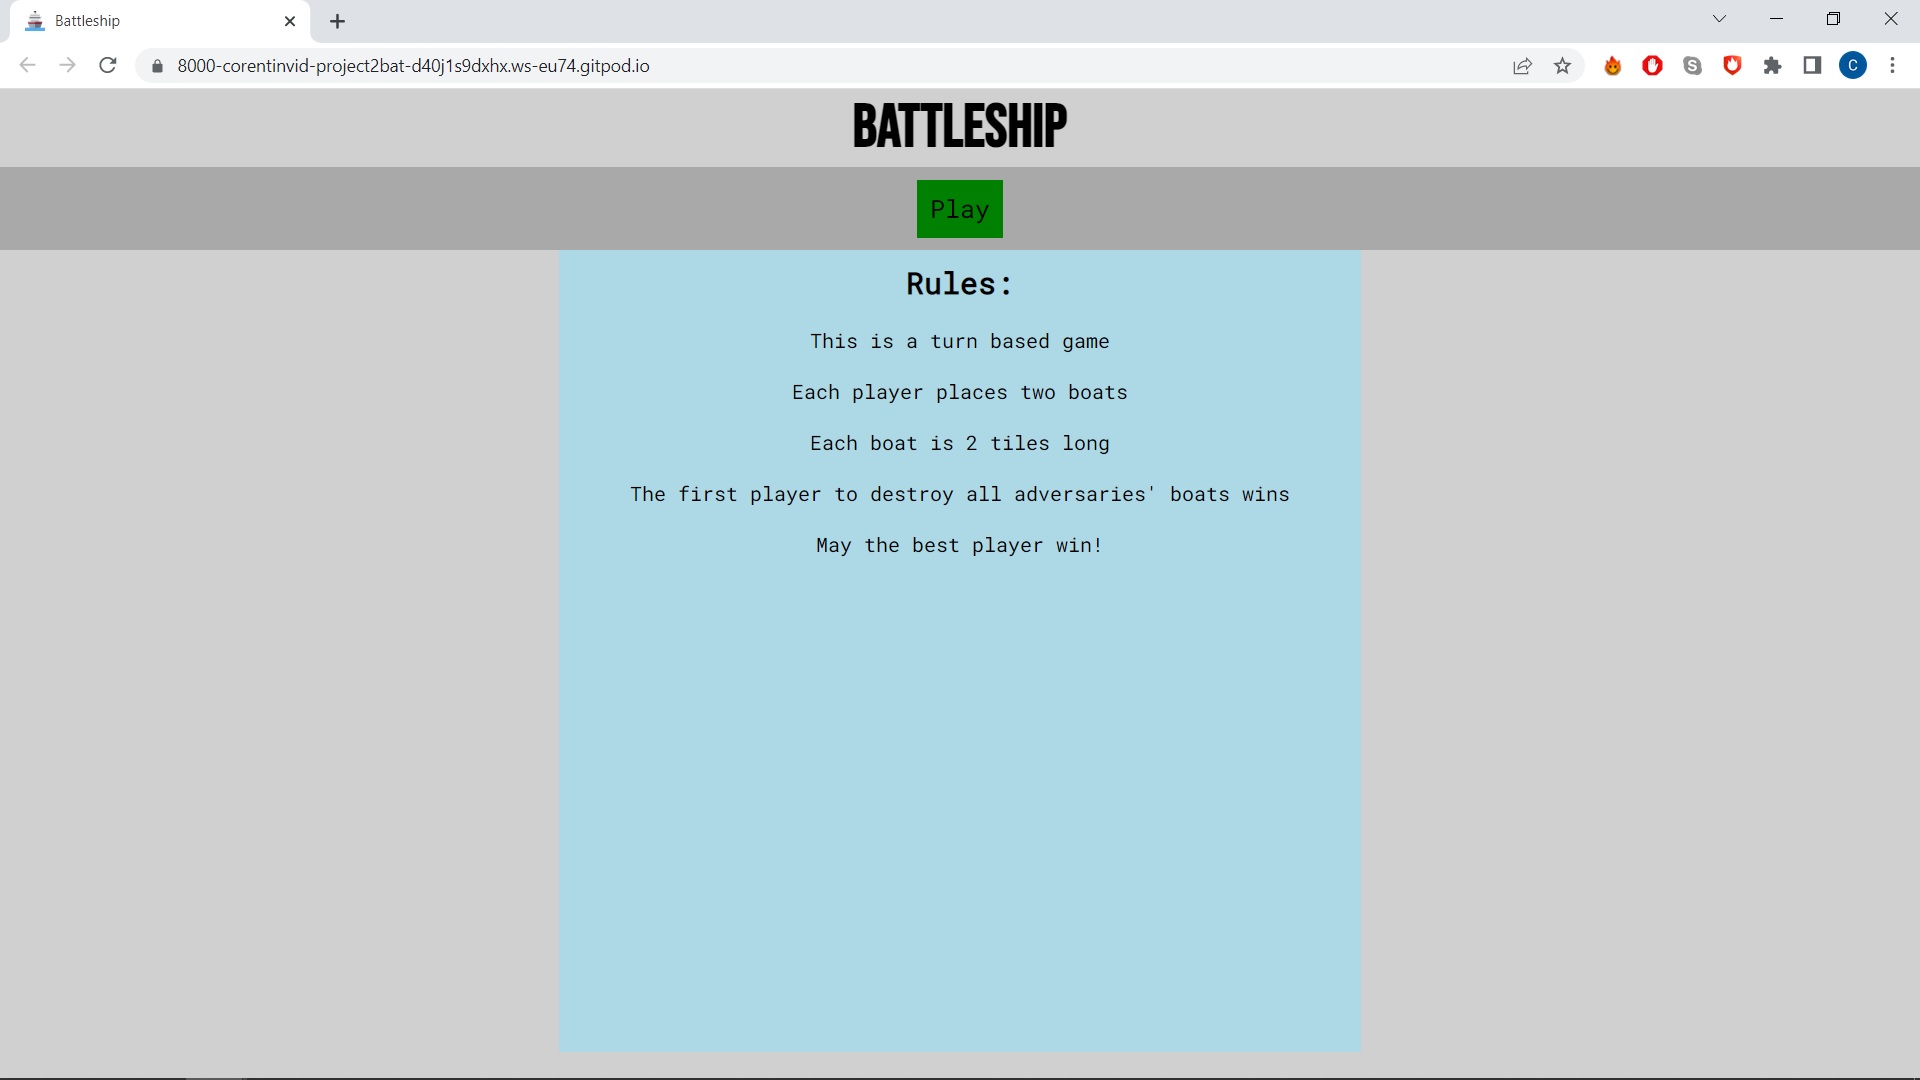 Battleship
8000-corentinvid-project2bat-d40j1s9dxhx.ws-eu74.gitpod.io
S
C
BATTLESHIP
Play
Rules:
This is a turn based game
Each player places two boats
Each boat is 2 tiles long
The first player to destroy all adversaries' boats wins
May the best player win!